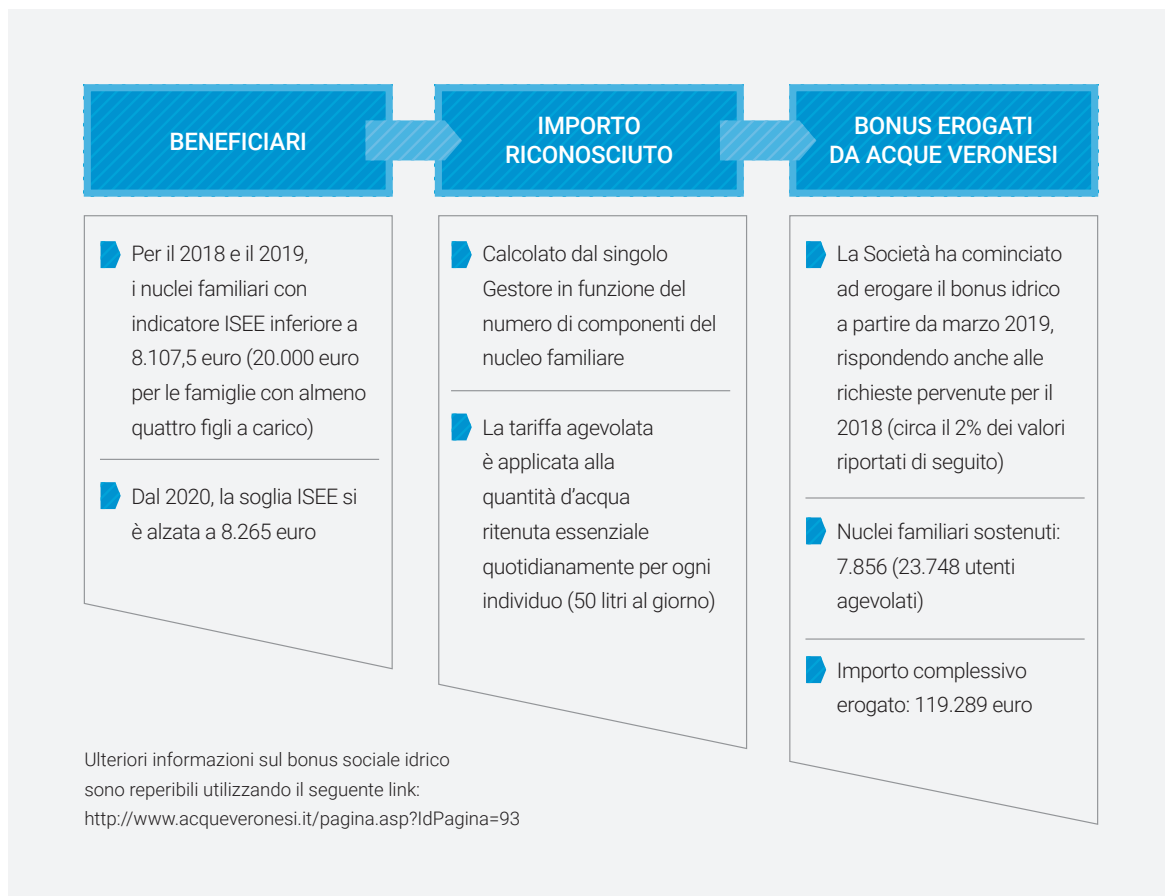 BENEFICIARI
IMPORTO
RICONOSCIUTO
BONUS EROGATI
DA ACQUE VERONESI
Per il 2018 e il 2019,
i nuclei familiari con
indicatore ISEE inferiore a
8.107,5 euro (20.000 euro
per le famiglie con almeno
quattro figli a carico)
Dal 2020, la soglia ISEE si
è alzata a 8.265 euro
Calcolato dal singolo
Gestore in funzione del
numero di componenti del
nucleo familiare
La tariffa agevolata
è applicata alla
quantità d’acqua
ritenuta essenziale
quotidianamente per ogni
individuo (50 litri al giorno)
La Società ha cominciato
ad erogare il bonus idrico
a partire da marzo 2019,
rispondendo anche alle
richieste pervenute per il
2018 (circa il 2% dei valori
riportati di seguito)
Nuclei familiari sostenuti:
7.856 (23.748 utenti
agevolati)
Importo complessivo
erogato: 119.289 euro
Ulteriori informazioni sul bonus sociale idrico
sono reperibili utilizzando il seguente link:
http://www.acqueveronesi.it/pagina.asp?IdPagina=93